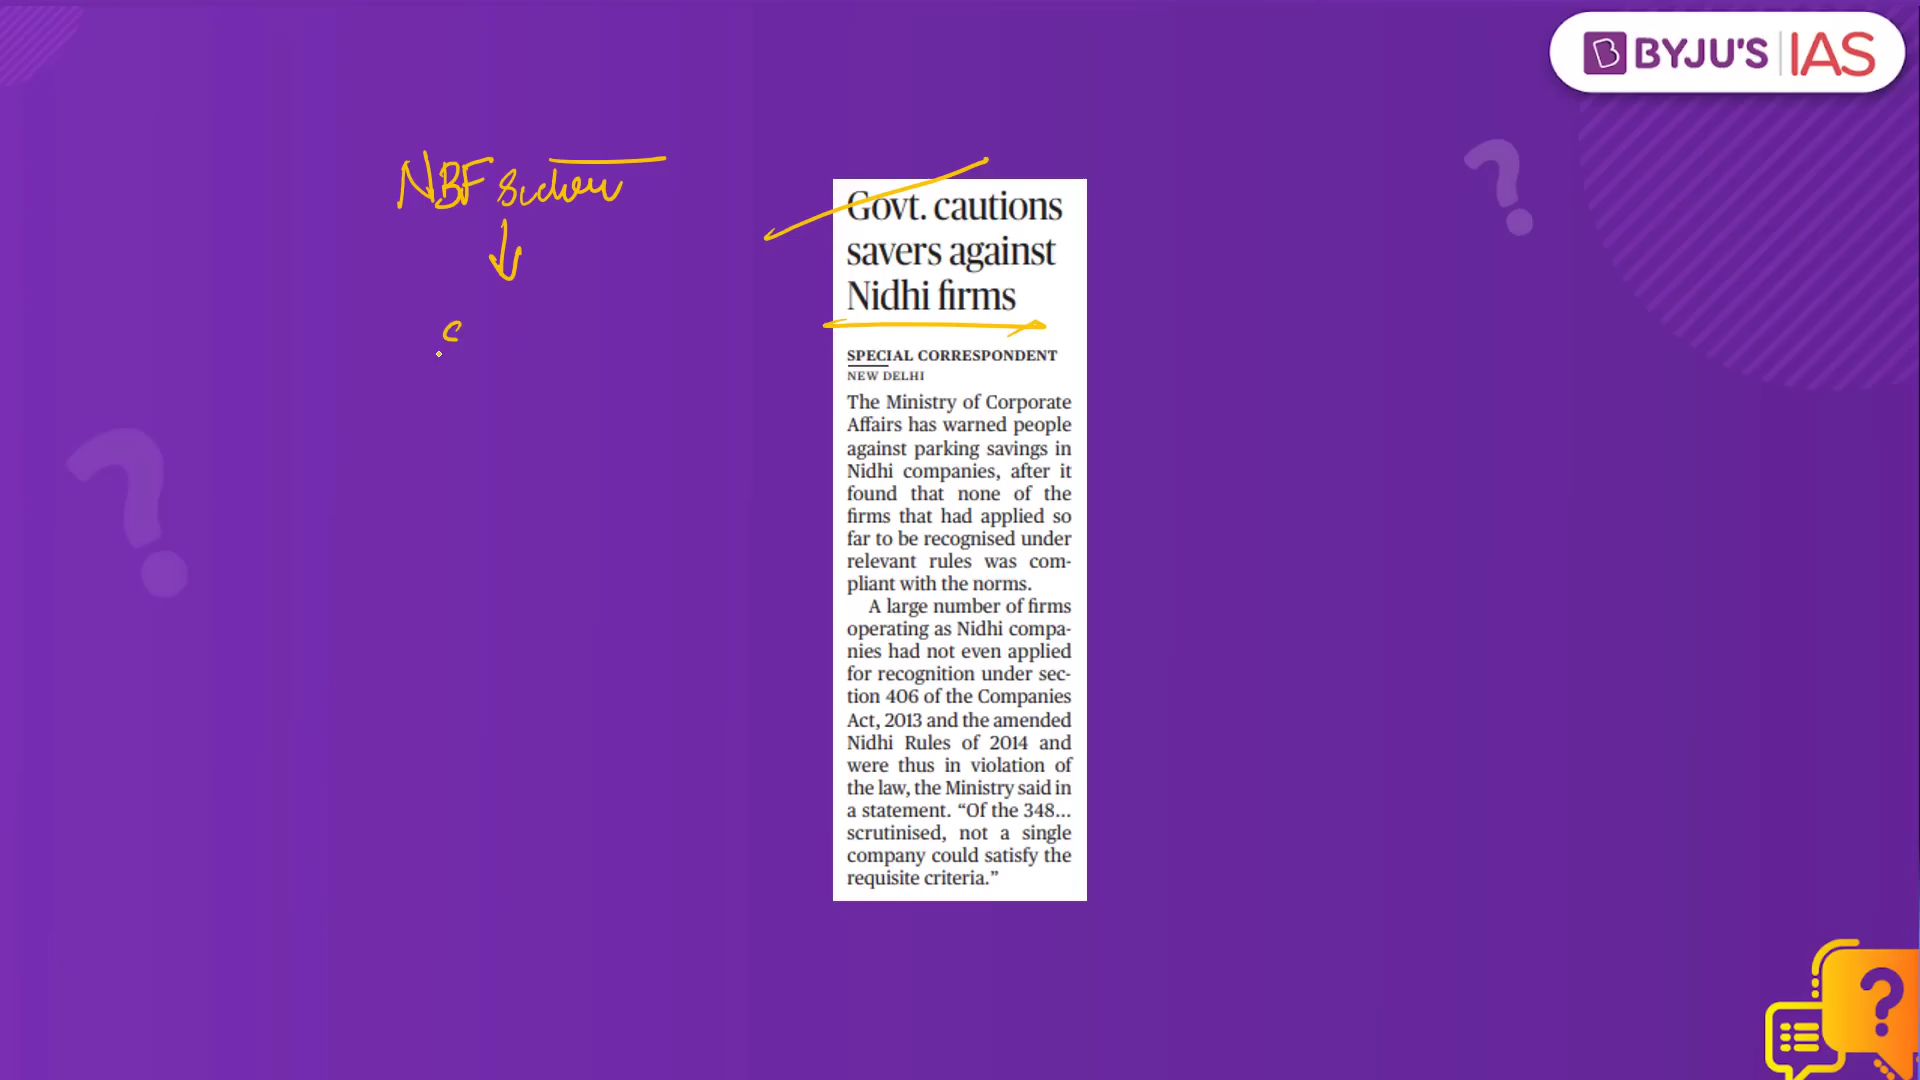 BYJU'S IAS
NBF Sector
Govt. cautions
savers against
Nidhi firms
SPECIAL CORRESPONDENT
NEW DELHI
The Ministry of Corporate
Affairs has warned people
against parking savings in
Nidhi companies, after it
found that none of the
firms that had applied so
far to be recognised under
relevant rules was com-
pliant with the norms.
A large number of firms
operating as Nidhi compa-
nies had not even applied
for recognition under sec-
tion 406 of the Companies
Act, 2013 and the amended
Nidhi Rules of 2014 and
were thus in violation of
the law, the Ministry said in
a statement. “Of the 348...
scrutinised, not a single
company could satisfy the
requisite criteria.”